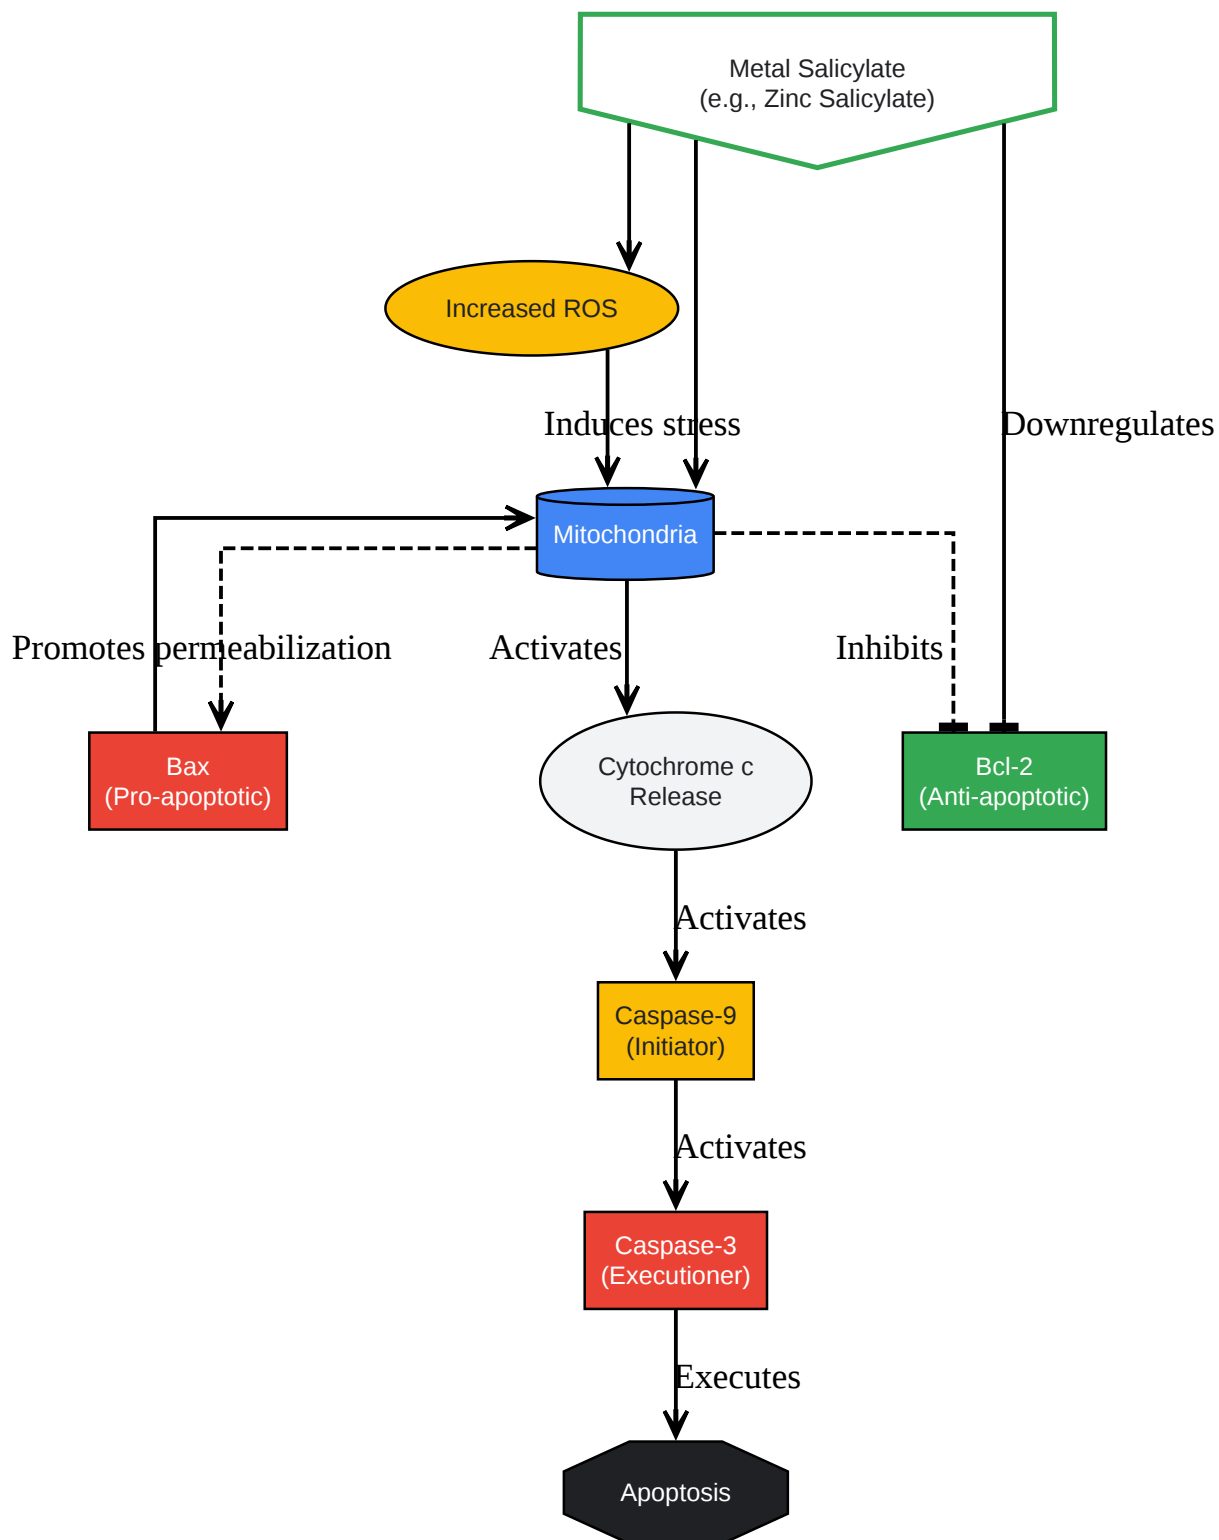 Metal Salicylate
(e.g., Zinc Salicylate)
Increased ROS
Induces stress
Downregulates
Mitochondria
Promotes permeabilization
Activates
Inhibits
Bax
(Pro-apoptotic)
Cytochrome c
Release
Bcl-2
(Anti-apoptotic)
Activates
Caspase-9
(Initiator)
Activates
Caspase-3
(Executioner)
Executes
Apoptosis